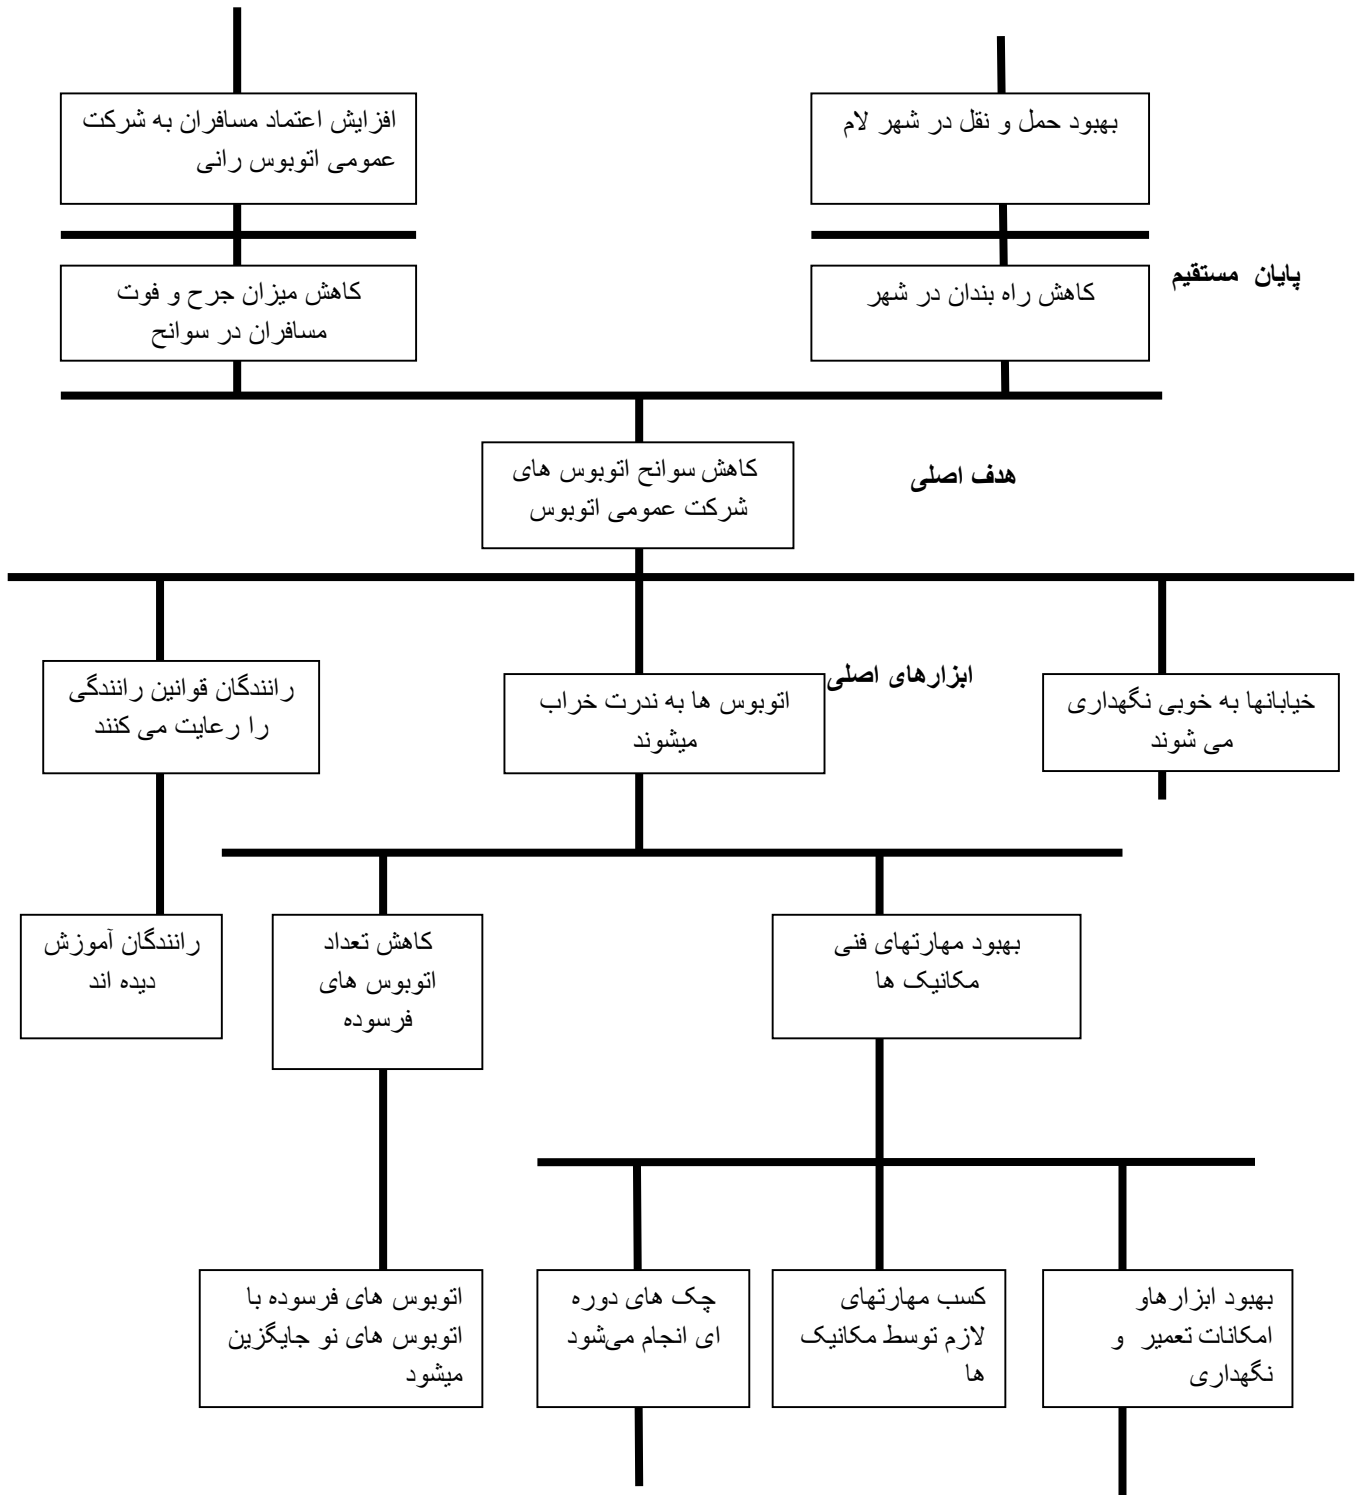 بهبود حمل و نقل در شهر لام
افزایش اعتماد مسافران به شرکت
عمومی اتوبوس رانی
پایان مستقیم
کاهش راه بندان در شهر
کاهش میزان جرح و فوت
مسافران در سوانح
هدف اصلی
کاهش سوانح اتوبوس های
شرکت عمومی اتوبوس
ابزارهای اصلی
خیابانها به خوبی نگهداری
می شوند
اتوبوس ها به ندرت خراب
میشوند
رانندگان قوانین رانندگی
را رعایت می کنند
بهبود مهارتهای فنی
مکانیک ها
کاهش تعداد
اتوبوس های
فرسوده
رانندگان آموزش
دیده اند
بهبود ابزارهاو
امکانات تعمیر و
نگهداری
کسب مهارتهای
لازم توسط مکانیک
ها
چک های دوره
ای انجام می‌شود
اتوبوس های فرسوده با
اتوبوس های نو جایگزین
میشود